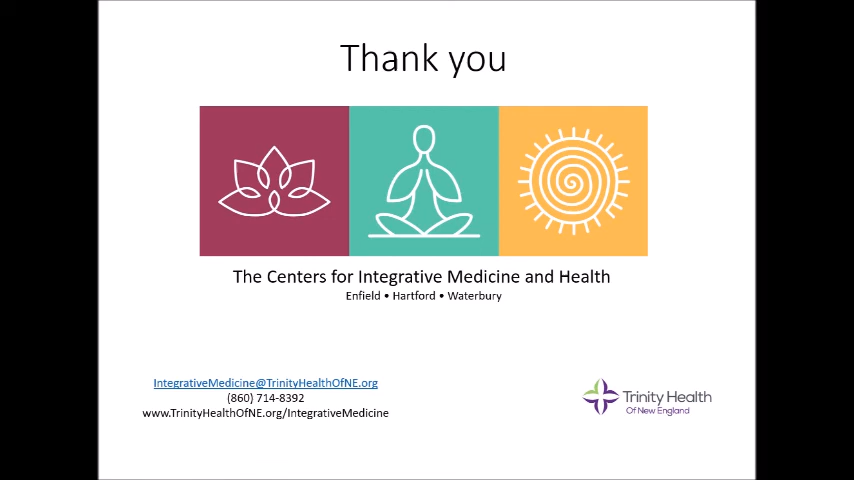 Thank you
The Centers for Integrative Medicine and Health
Enfield • Hartford • Waterbury
IntegrativeMedicine@TrinityHealthOfNE.org
(860) 714-8392
www.TrinityHealthOfNE.org/IntegrativeMedicine
Trinity Health
Of New England